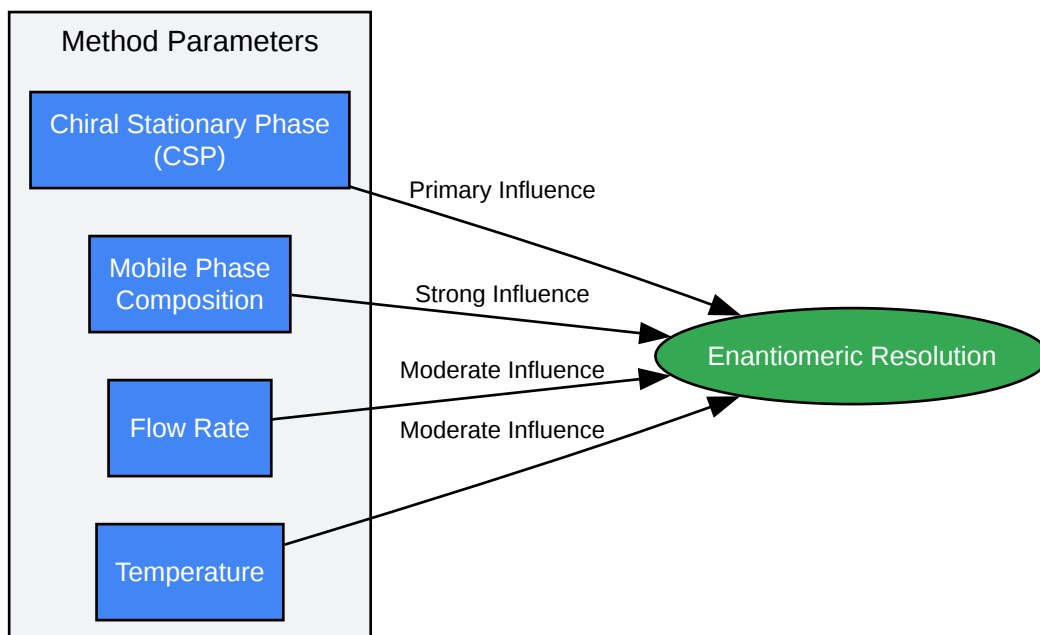 Method Parameters
Chiral Stationary Phase
(CSP)
Primary Influence
Mobile Phase
Composition
Strong Influence
Enantiomeric Resolution
Moderate Influence
Flow Rate
Moderate Influence
Temperature